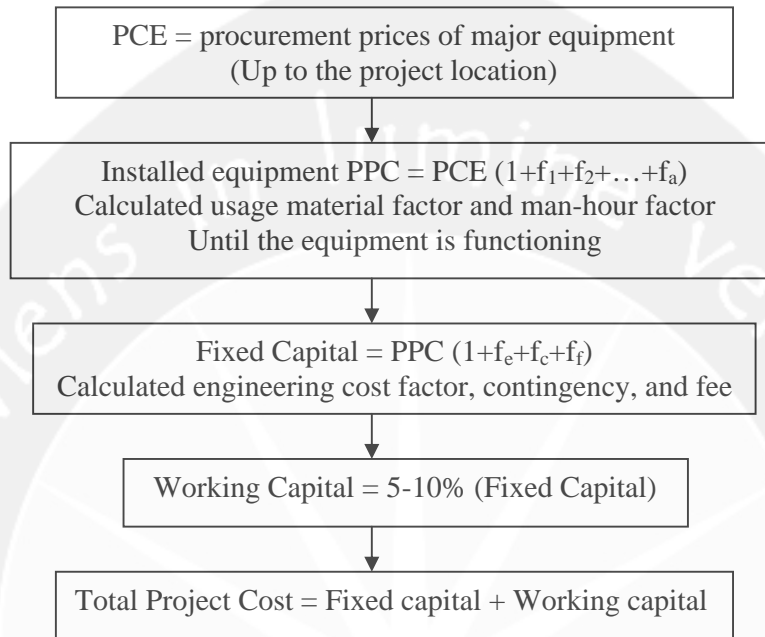 PCE = procurement prices of major equipment
(Up to the project location)
Installed equipment PPC = PCE (1+f₁+f₂+…+fₐ)
Calculated usage material factor and man-hour factor
Until the equipment is functioning
Fixed Capital = PPC (1+fₑ+f_c+f_f)
Calculated engineering cost factor, contingency, and fee
Working Capital = 5-10% (Fixed Capital)
Total Project Cost = Fixed capital + Working capital
lumine